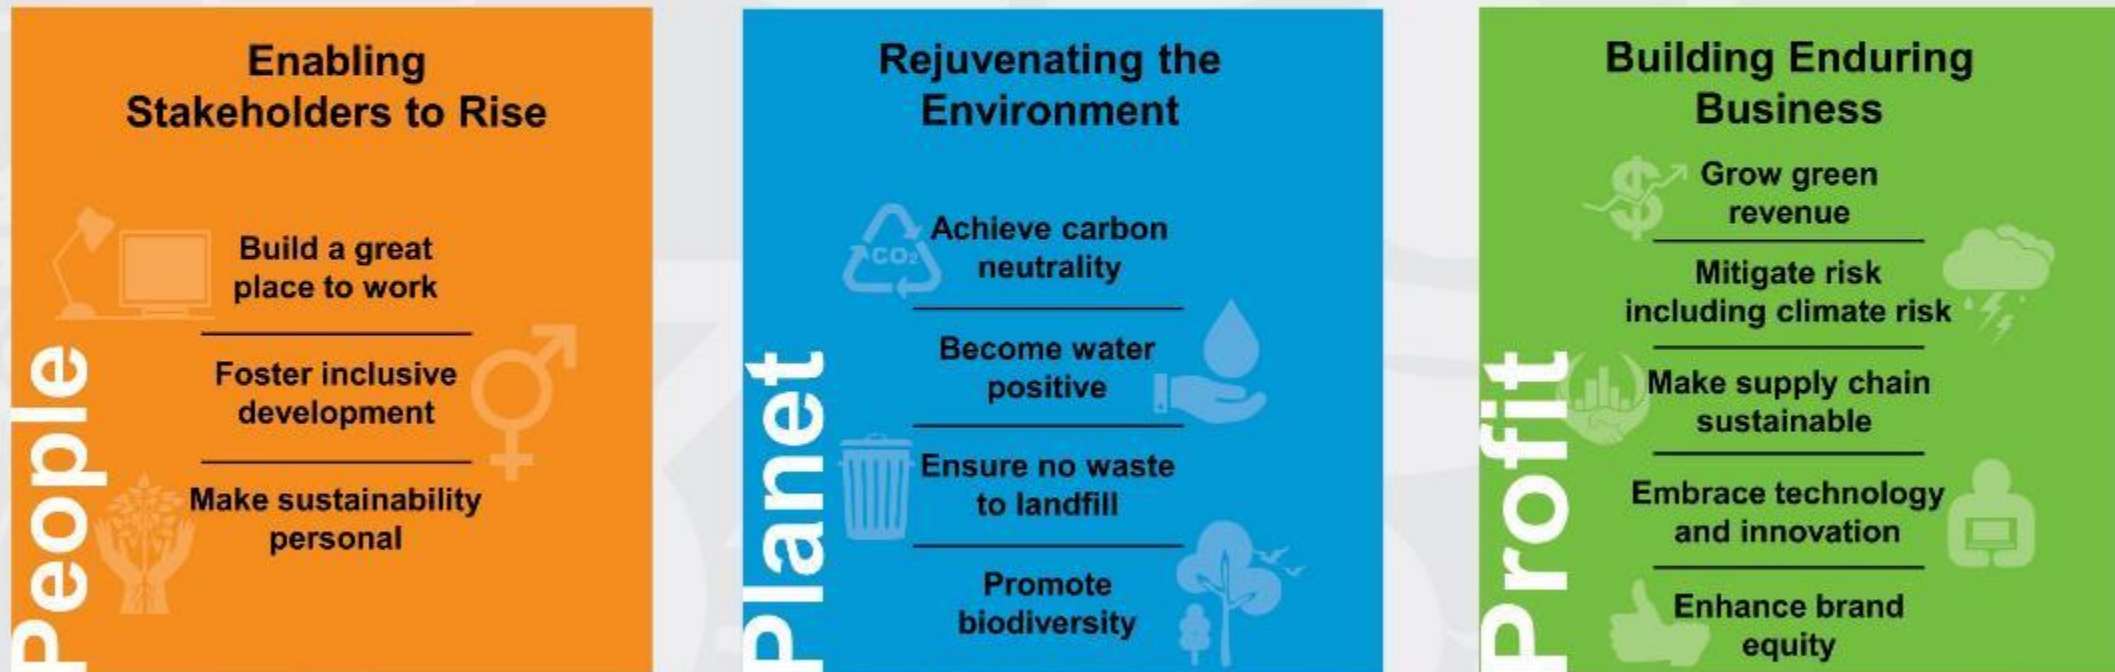 Enabling
Stakeholders to Rise
Build a great
place to work
Foster inclusive
development
Make sustainability
personal
People
Rejuvenating the
Environment
CO₂
Achieve carbon
neutrality
Become water
positive
Ensure no waste
to landfill
Promote
biodiversity
Planet
Building Enduring
Business
$
Grow green
revenue
Mitigate risk
including climate risk
Make supply chain
sustainable
Embrace technology
and innovation
Enhance brand
equity
Profit